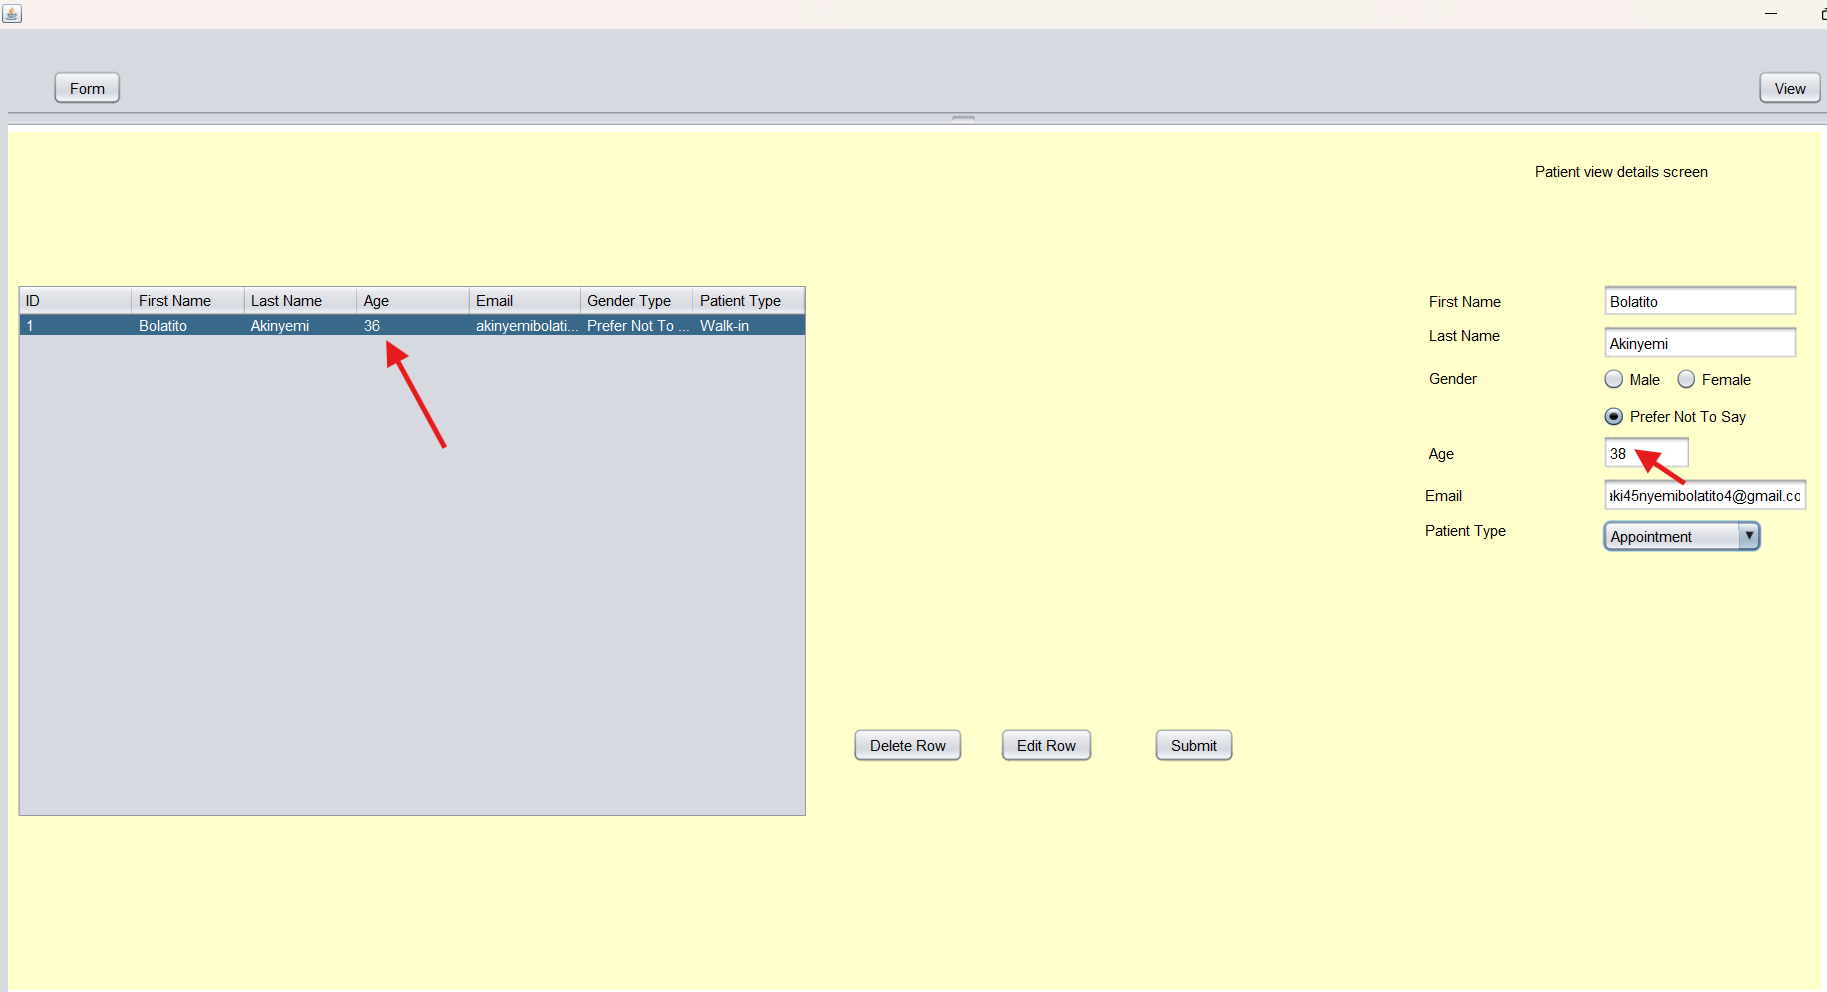 Form
View
Patient view details screen
ID First Name Last Name Age Email Gender Type Patient Type
1 Bolatito Akinyemi 36 akinyemibolati... Prefer Not To ... Walk-in
First Name Bolatito
Last Name Akinyemi
Gender Male Female
Prefer Not To Say
Age 38
Email aki45nyemibolatito4@gmail.co
Patient Type Appointment
Delete Row Edit Row Submit